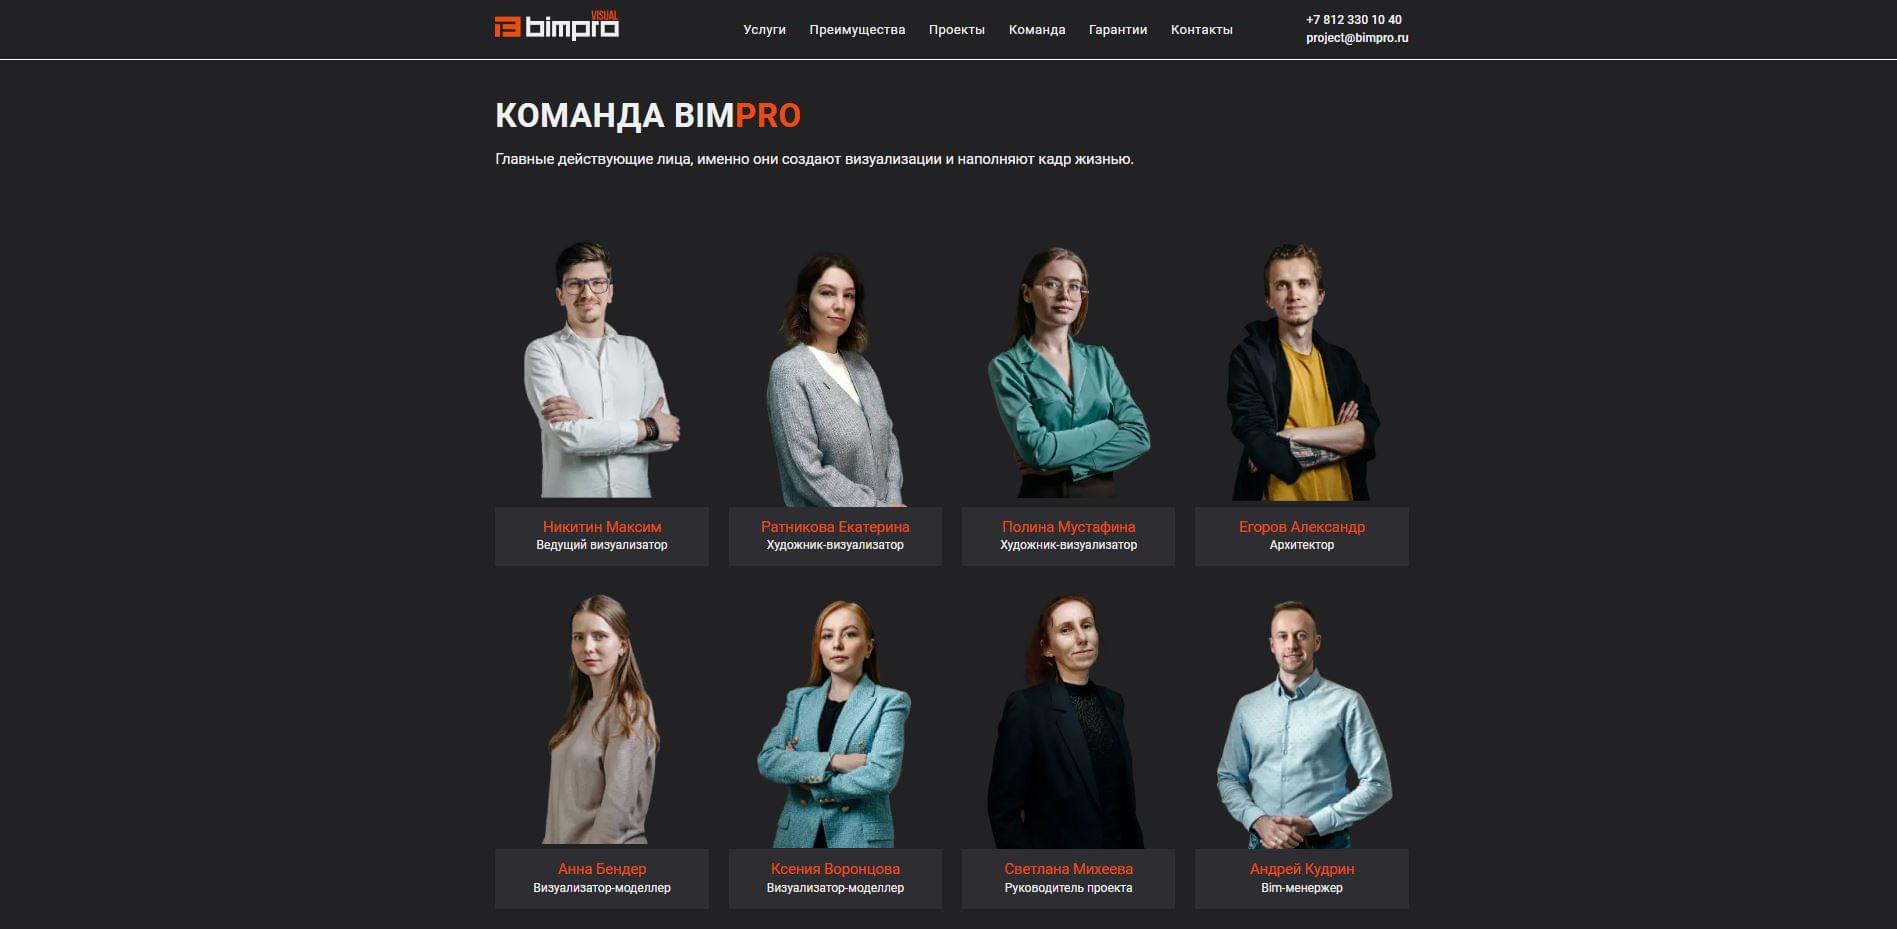 VISUAL
bimpro
Услуги Преимущества Проекты Команда Гарантии Контакты
+7 812 330 10 40
project@bimpro.ru
КОМАНДА BIMPRO
Главные действующие лица, именно они создают визуализации и наполняют кадр жизнью.
Никитин Максим
Ведущий визуализатор
Ратникова Екатерина
Художник-визуализатор
Полина Мустафина
Художник-визуализатор
Егоров Александр
Архитектор
Анна Бендер
Визуализатор-моделлер
Ксения Воронцова
Визуализатор-моделлер
Светлана Михеева
Руководитель проекта
Андрей Кудрин
Bim-менержер